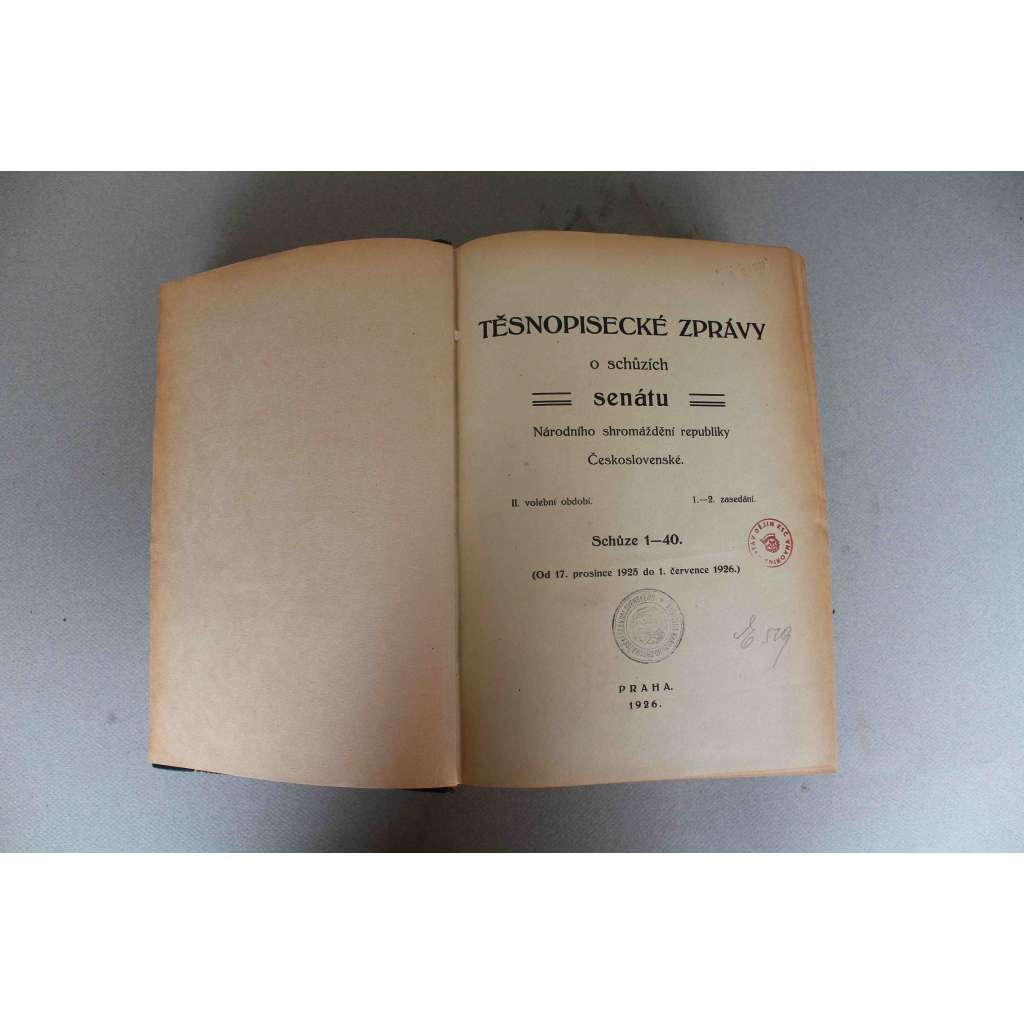 TĚSNOPISECKÉ ZPRÁVY
o schůzích
senátu
Národního shromáždění republiky
Československé.
II. volební období. 1.—2. zasedání.
Schůze 1—40.
(Od 17. prosince 1925 do 1. července 1926.)
PRAHA.
1926.